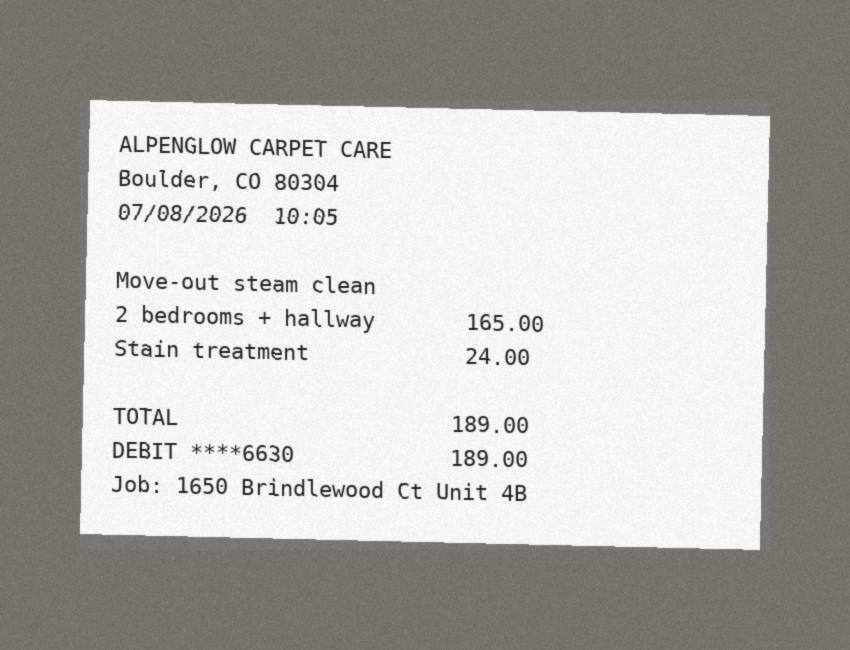 ALPENGLOW CARPET CARE
Boulder, CO 80304
07/08/2026  10:05
Move-out steam clean
2 bedrooms + hallway 165.00
Stain treatment 24.00
TOTAL 189.00
DEBIT ****6630 189.00
Job: 1650 Brindlewood Ct Unit 4B